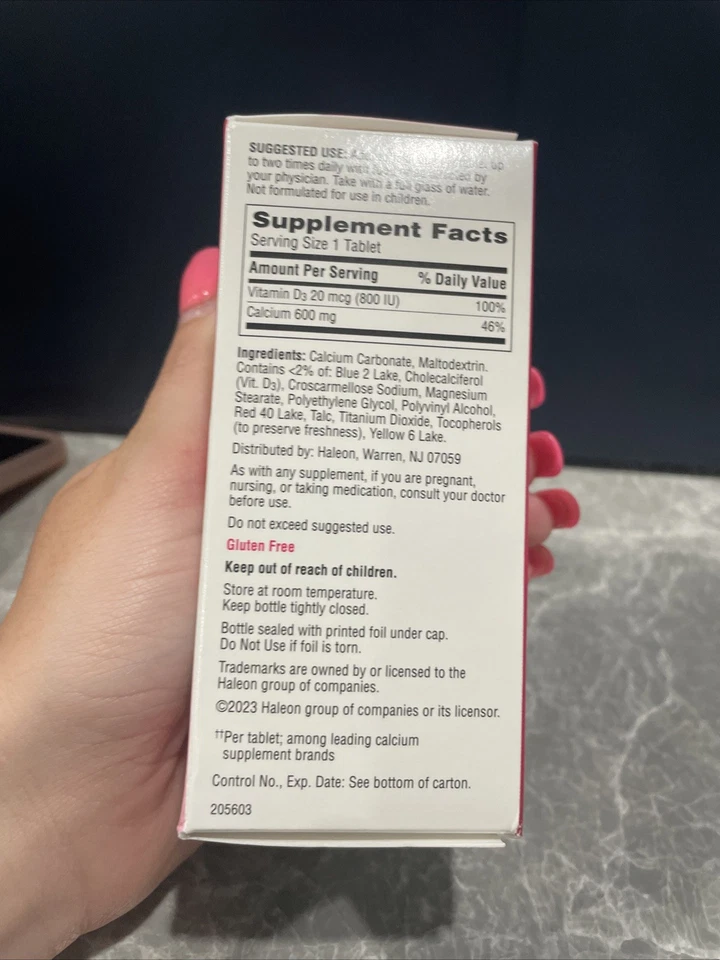 SUGGESTED USE: up
to two times daily with by
your physician. Take with a full glass of water.
Not formulated for use in children.
Supplement Facts
Serving Size 1 Tablet
Amount Per Serving % Daily Value
Vitamin D3 20 mcg (800 IU) 100%
Calcium 600 mg 46%
Ingredients: Calcium Carbonate, Maltodextrin.
Contains <2% of: Blue 2 Lake, Cholecalciferol
(Vit. D3), Croscarmellose Sodium, Magnesium
Stearate, Polyethylene Glycol, Polyvinyl Alcohol,
Red 40 Lake, Talc, Titanium Dioxide, Tocopherols
(to preserve freshness), Yellow 6 Lake.
Distributed by: Haleon, Warren, NJ 07059
As with any supplement, if you are pregnant,
nursing, or taking medication, consult your doctor
before use.
Do not exceed suggested use.
Gluten Free
Keep out of reach of children.
Store at room temperature.
Keep bottle tightly closed.
Bottle sealed with printed foil under cap.
Do Not Use if foil is torn.
Trademarks are owned by or licensed to the
Haleon group of companies.
©2023 Haleon group of companies or its licensor.
††Per tablet; among leading calcium
supplement brands
Control No., Exp. Date: See bottom of carton.
205603